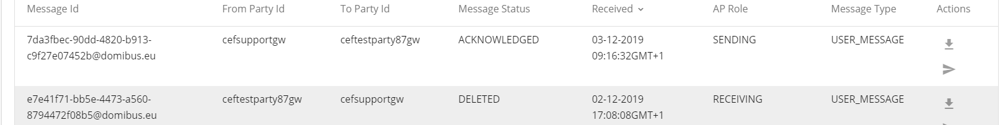 Message Id From Party Id To Party Id Message Status Received AP Role Message Type Actions
7da3fbec-90dd-4820-b913- cefsupportgw ceftestparty87gw ACKNOWLEDGED 03-12-2019 SENDING USER_MESSAGE
c9f27e07452b@domibus.eu 09:16:32GMT+1
e7e41f71-bb5e-4473-a560- ceftestparty87gw cefsupportgw DELETED 02-12-2019 RECEIVING USER_MESSAGE
8794472f08b5@domibus.eu 17:08:08GMT+1